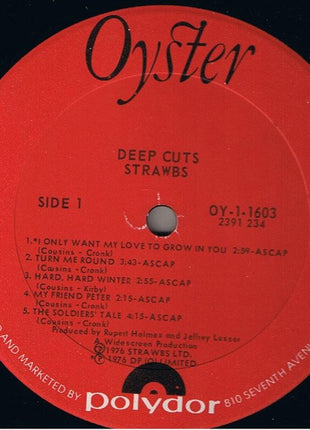 Oyster
DEEP CUTS
STRAWBS
SIDE 1
OY-1-1603
2391 234
1.*I ONLY WANT MY LOVE TO GROW IN YOU 2:59-ASCAP
(Cousins - Cronk)
2. TURN ME ROUND 3:43-ASCAP
(Cousins - Cronk)
3. HARD, HARD WINTER 2:55-ASCAP
(Cousins - Kirby)
4. MY FRIEND PETER 2:15-ASCAP
(Cousins - Cronk)
5. THE SOLDIERS' TALE 4:15-ASCAP
(Cousins - Cronk)
Produced by Rupert Holmes and Jeffrey Lesser
A Widescreen Production
℗ 1976 STRAWBS LTD.
*℗ 1976 DPJ LIMITED
AND MARKETED BY polydor 810 SEVENTH AVEN